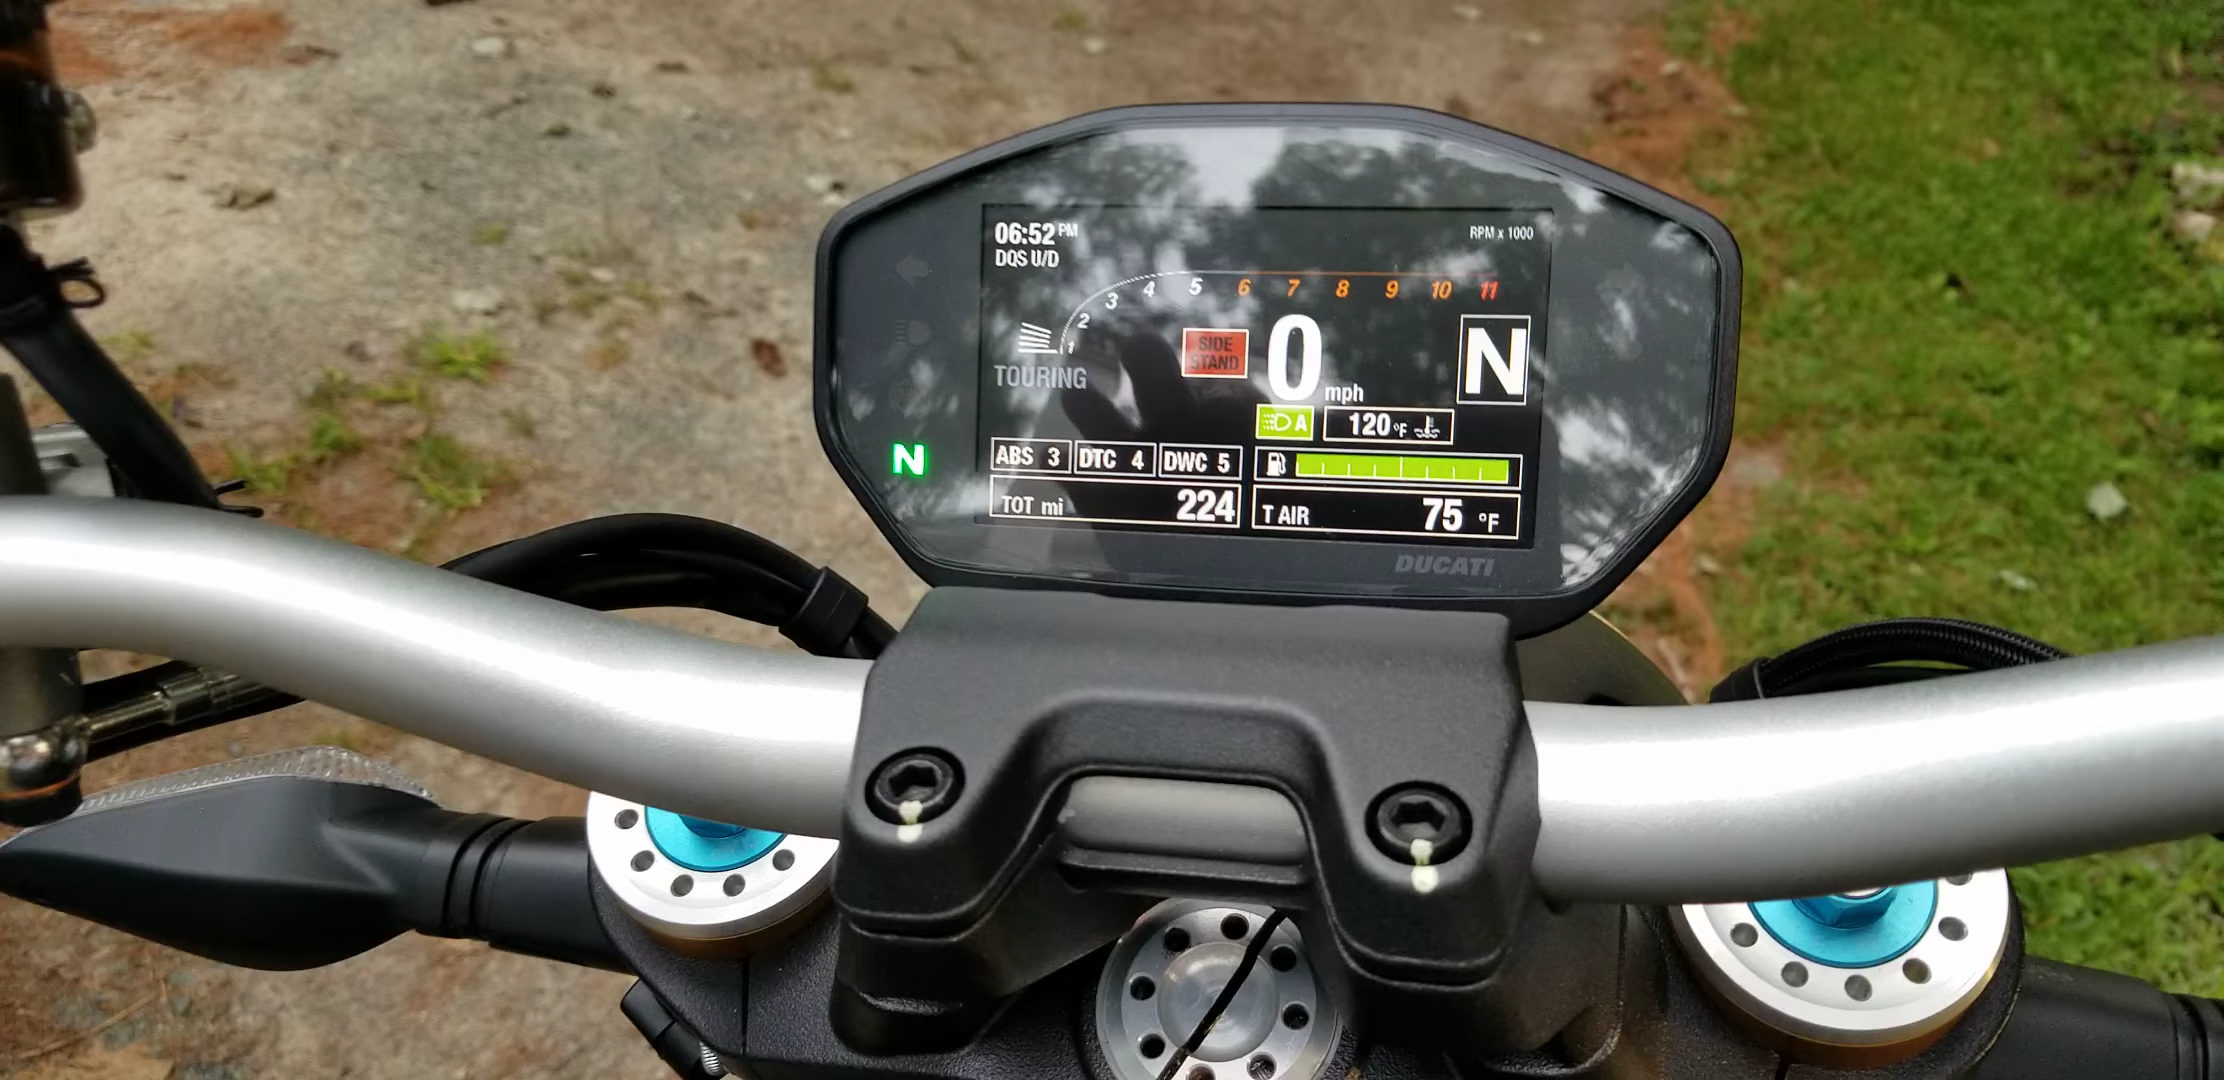 06:52 PM
RPM x 1000
DQS U/D
1 2 3 4 5 6 7 8 9 10 11
SIDE
STAND
0 mph
N
TOURING
A
120 °F
N
ABS 3 DTC 4 DWC 5
TOT mi 224
T AIR 75 °F
DUCATI